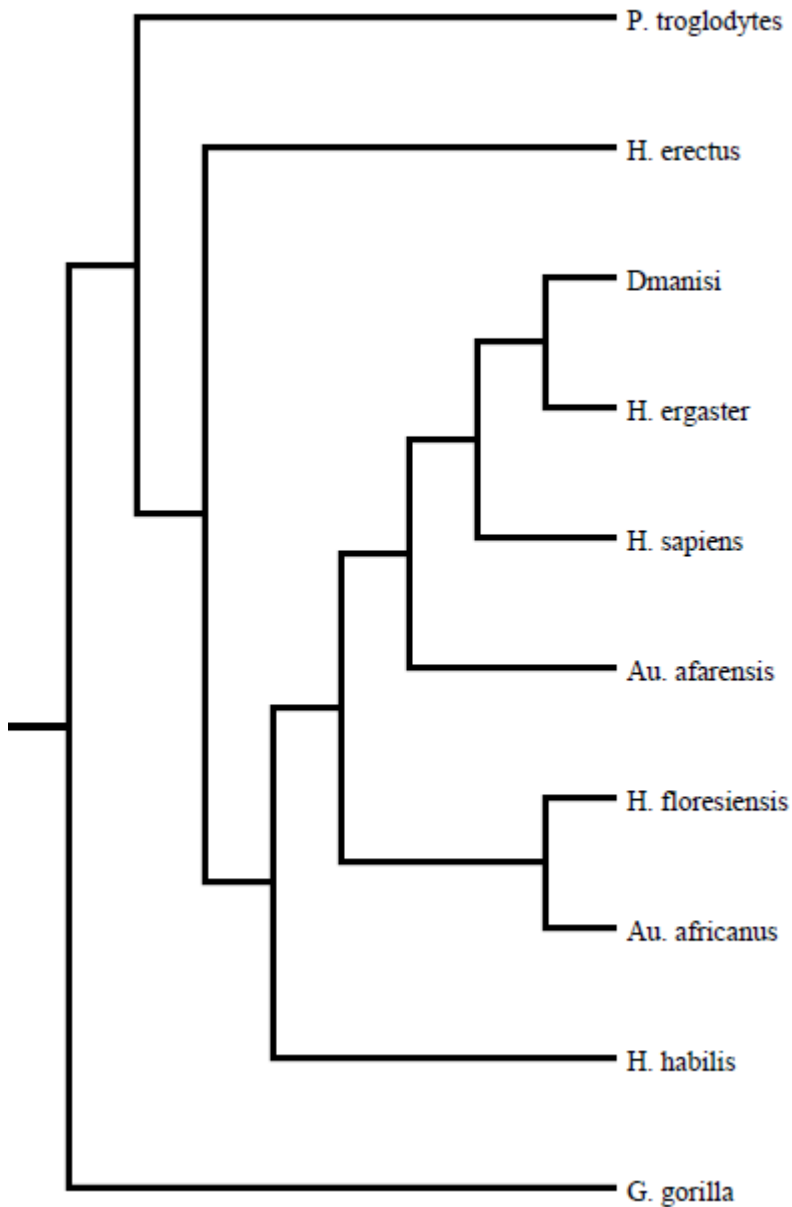 P. troglodytes
H. erectus
Dmanisi
H. ergaster
H. sapiens
Au. afarensis
H. floresiensis
Au. africanus
H. habilis
G. gorilla